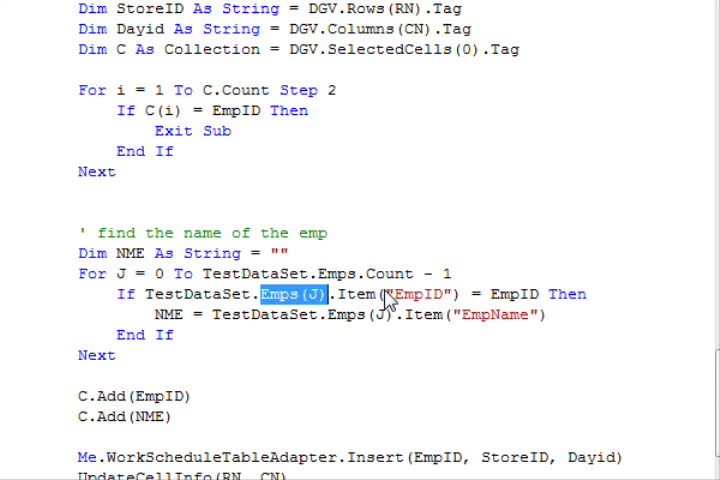 Dim StoreID As String = DGV.Rows(RN).Tag
Dim Dayid As String = DGV.Columns(CN).Tag
Dim C As Collection = DGV.SelectedCells(0).Tag
For i = 1 To C.Count Step 2
If C(i) = EmpID Then
Exit Sub
End If
Next
' find the name of the emp
Dim NME As String = ""
For J = 0 To TestDataSet.Emps.Count - 1
If TestDataSet.Emps(J).Item("EmpID") = EmpID Then
NME = TestDataSet.Emps(J).Item("EmpName")
End If
Next
C.Add(EmpID)
C.Add(NME)
Me.WorkScheduleTableAdapter.Insert(EmpID, StoreID, Dayid)
UpdateCellInfo(RN, CN)